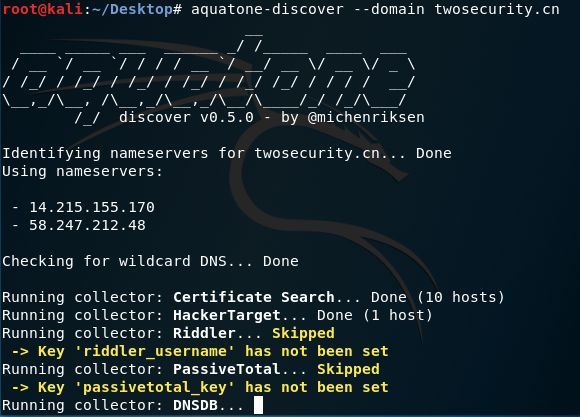 root@kali:~/Desktop# aquatone-discover --domain twosecurity.cn
aquatone
discover v0.5.0 - by @michenriksen
Identifying nameservers for twosecurity.cn... Done
Using nameservers:
- 14.215.155.170
- 58.247.212.48
Checking for wildcard DNS... Done
Running collector: Certificate Search... Done (10 hosts)
Running collector: HackerTarget... Done (1 host)
Running collector: Riddler... Skipped
-> Key 'riddler_username' has not been set
Running collector: PassiveTotal... Skipped
-> Key 'passivetotal_key' has not been set
Running collector: DNSDB...